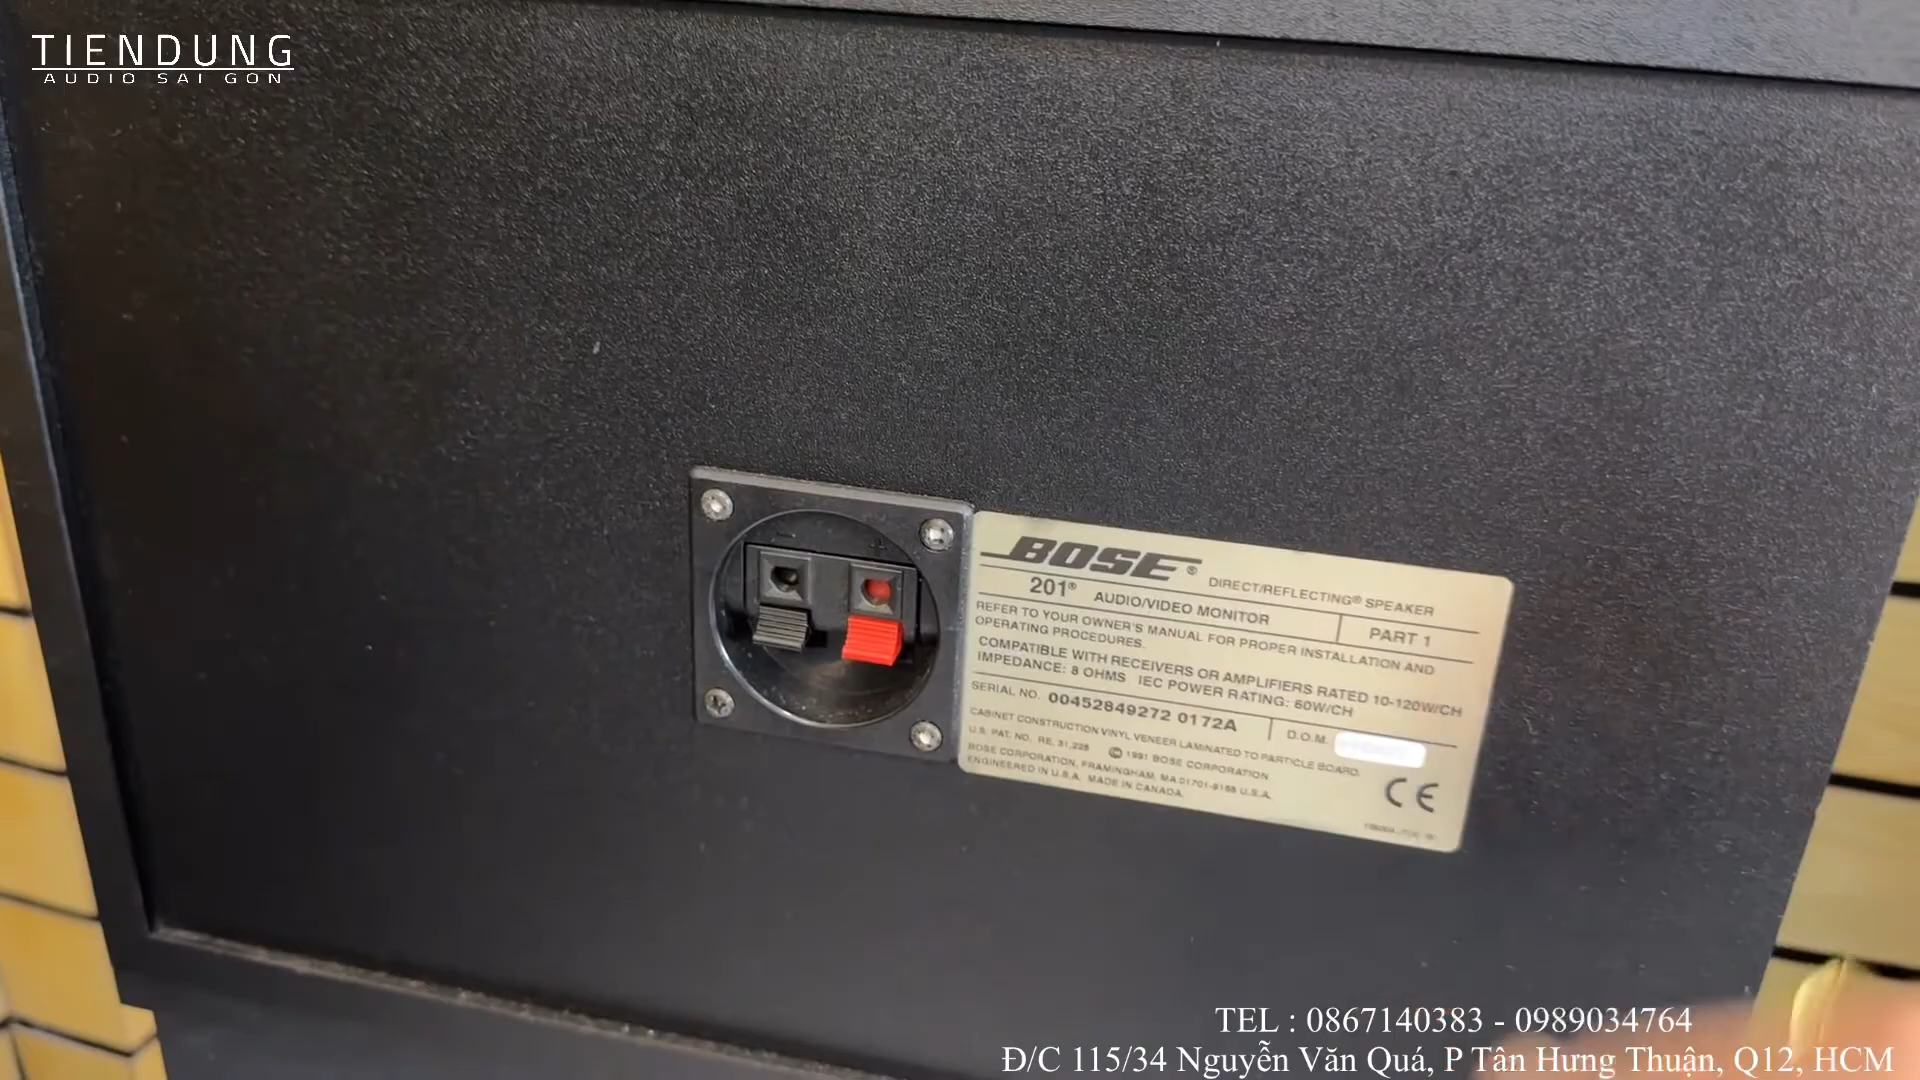 TIENDUNG
AUDIO SAI GON
BOSE® DIRECT/REFLECTING® SPEAKER
201® AUDIO/VIDEO MONITOR PART 1
REFER TO YOUR OWNER'S MANUAL FOR PROPER INSTALLATION AND
OPERATING PROCEDURES.
COMPATIBLE WITH RECEIVERS OR AMPLIFIERS RATED 10-120W/CH
IMPEDANCE: 8 OHMS IEC POWER RATING: 60W/CH
SERIAL NO. 00452849272 0172A D.O.M.
CABINET CONSTRUCTION VINYL VENEER LAMINATED TO PARTICLE BOARD.
U.S. PAT. NO. RE. 31,228 © 1991 BOSE CORPORATION
BOSE CORPORATION, FRAMINGHAM, MA 01701-9168 U.S.A.
ENGINEERED IN U.S.A. MADE IN CANADA.
CE
TEL : 0867140383 - 0989034764
Đ/C 115/34 Nguyễn Văn Quá, P Tân Hưng Thuận, Q12, HCM